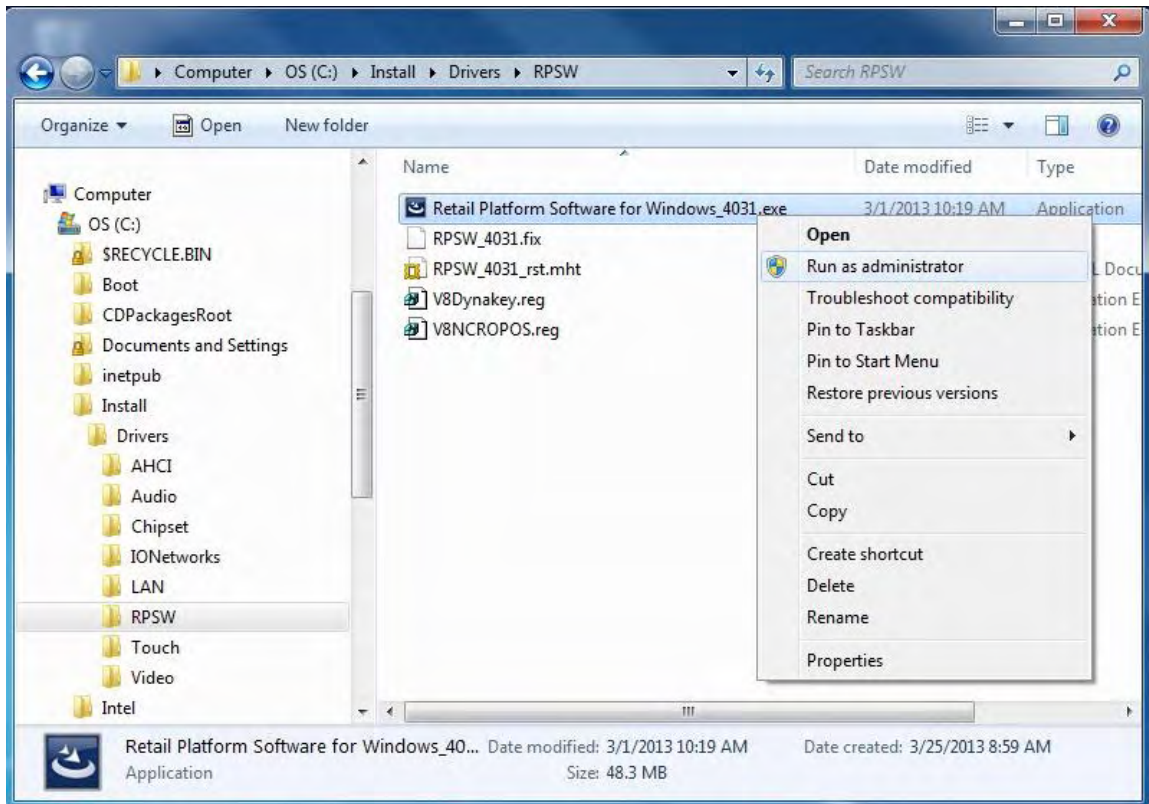 Computer ▸ OS (C:) ▸ Install ▸ Drivers ▸ RPSW
Search RPSW
Organize Open New folder
Name Date modified Type
Computer
OS (C:)
$RECYCLE.BIN
Boot
CDPackagesRoot
Documents and Settings
inetpub
Install
Drivers
AHCI
Audio
Chipset
IONetworks
LAN
RPSW
Touch
Video
Intel
Retail Platform Software for Windows_4031.exe 3/1/2013 10:19 AM Application
RPSW_4031.fix
RPSW_4031_rst.mht L Docu
V8Dynakey.reg ation E
V8NCROPOS.reg ation E
Open
Run as administrator
Troubleshoot compatibility
Pin to Taskbar
Pin to Start Menu
Restore previous versions
Send to
Cut
Copy
Create shortcut
Delete
Rename
Properties
Retail Platform Software for Windows_40... Date modified: 3/1/2013 10:19 AM Date created: 3/25/2013 8:59 AM
Application Size: 48.3 MB